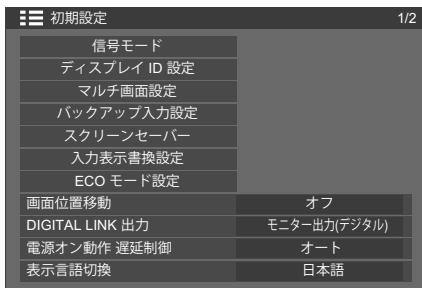 初期設定 1/2
信号モード
ディスプレイ ID 設定
マルチ画面設定
バックアップ入力設定
スクリーンセーバー
入力表示書換設定
ECO モード設定
画面位置移動 オフ
DIGITAL LINK 出力 モニター出力(デジタル)
電源オン動作 遅延制御 オート
表示言語切換 日本語